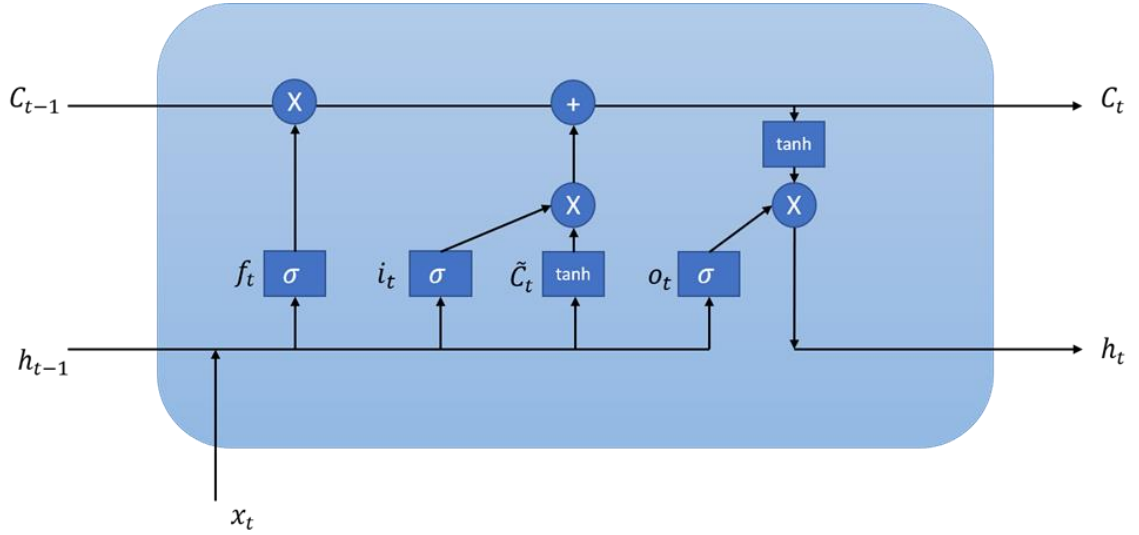 C_{t-1} X + C_t
tanh
X X
f_t σ i_t σ C̃_t tanh o_t σ
h_{t-1} h_t
x_t